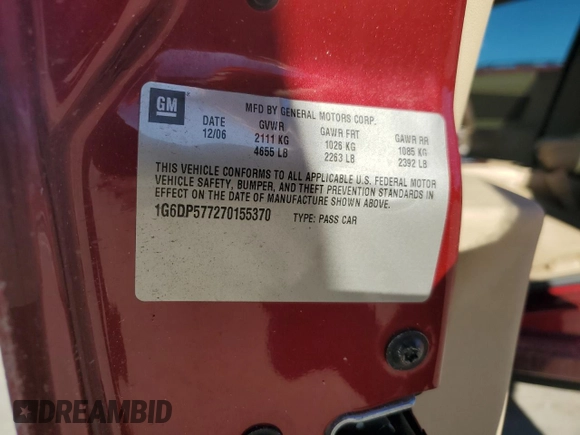 GM
MFD BY GENERAL MOTORS CORP.
DATE GVWR GAWR FRT GAWR RR
12/06 2111 KG 1026 KG 1085 KG
4655 LB 2263 LB 2392 LB
THIS VEHICLE CONFORMS TO ALL APPLICABLE U.S. FEDERAL MOTOR
VEHICLE SAFETY, BUMPER, AND THEFT PREVENTION STANDARDS IN
EFFECT ON THE DATE OF MANUFACTURE SHOWN ABOVE.
1G6DP577270155370 TYPE: PASS CAR
DREAMBID